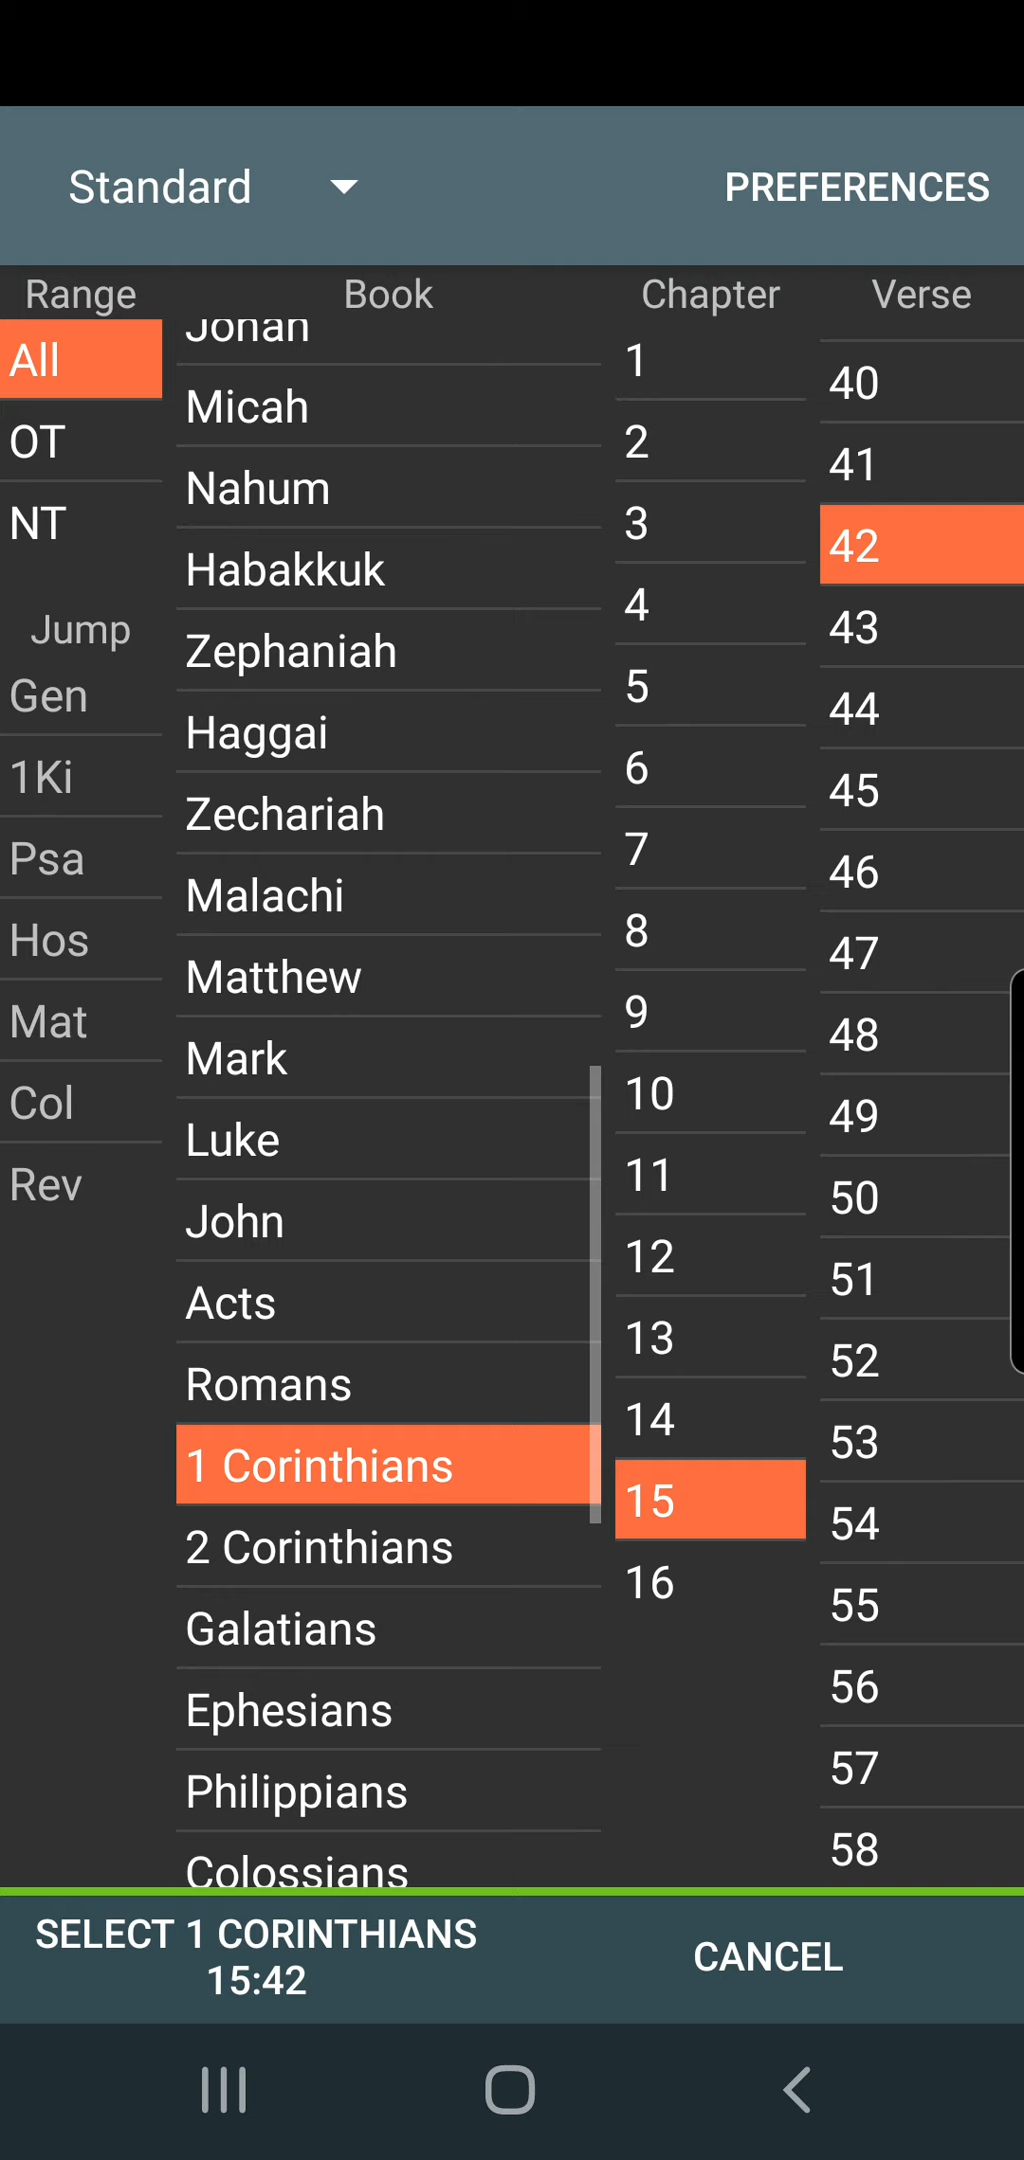 Standard
PREFERENCES
Range
Book
Chapter
Verse
All
OT
NT
Jump
Gen
1Ki
Psa
Hos
Mat
Col
Rev
Jonah
Micah
Nahum
Habakkuk
Zephaniah
Haggai
Zechariah
Malachi
Matthew
Mark
Luke
John
Acts
Romans
1 Corinthians
2 Corinthians
Galatians
Ephesians
Philippians
Colossians
1
2
3
4
5
6
7
8
9
10
11
12
13
14
15
16
40
41
42
43
44
45
46
47
48
49
50
51
52
53
54
55
56
57
58
SELECT 1 CORINTHIANS
15:42
CANCEL